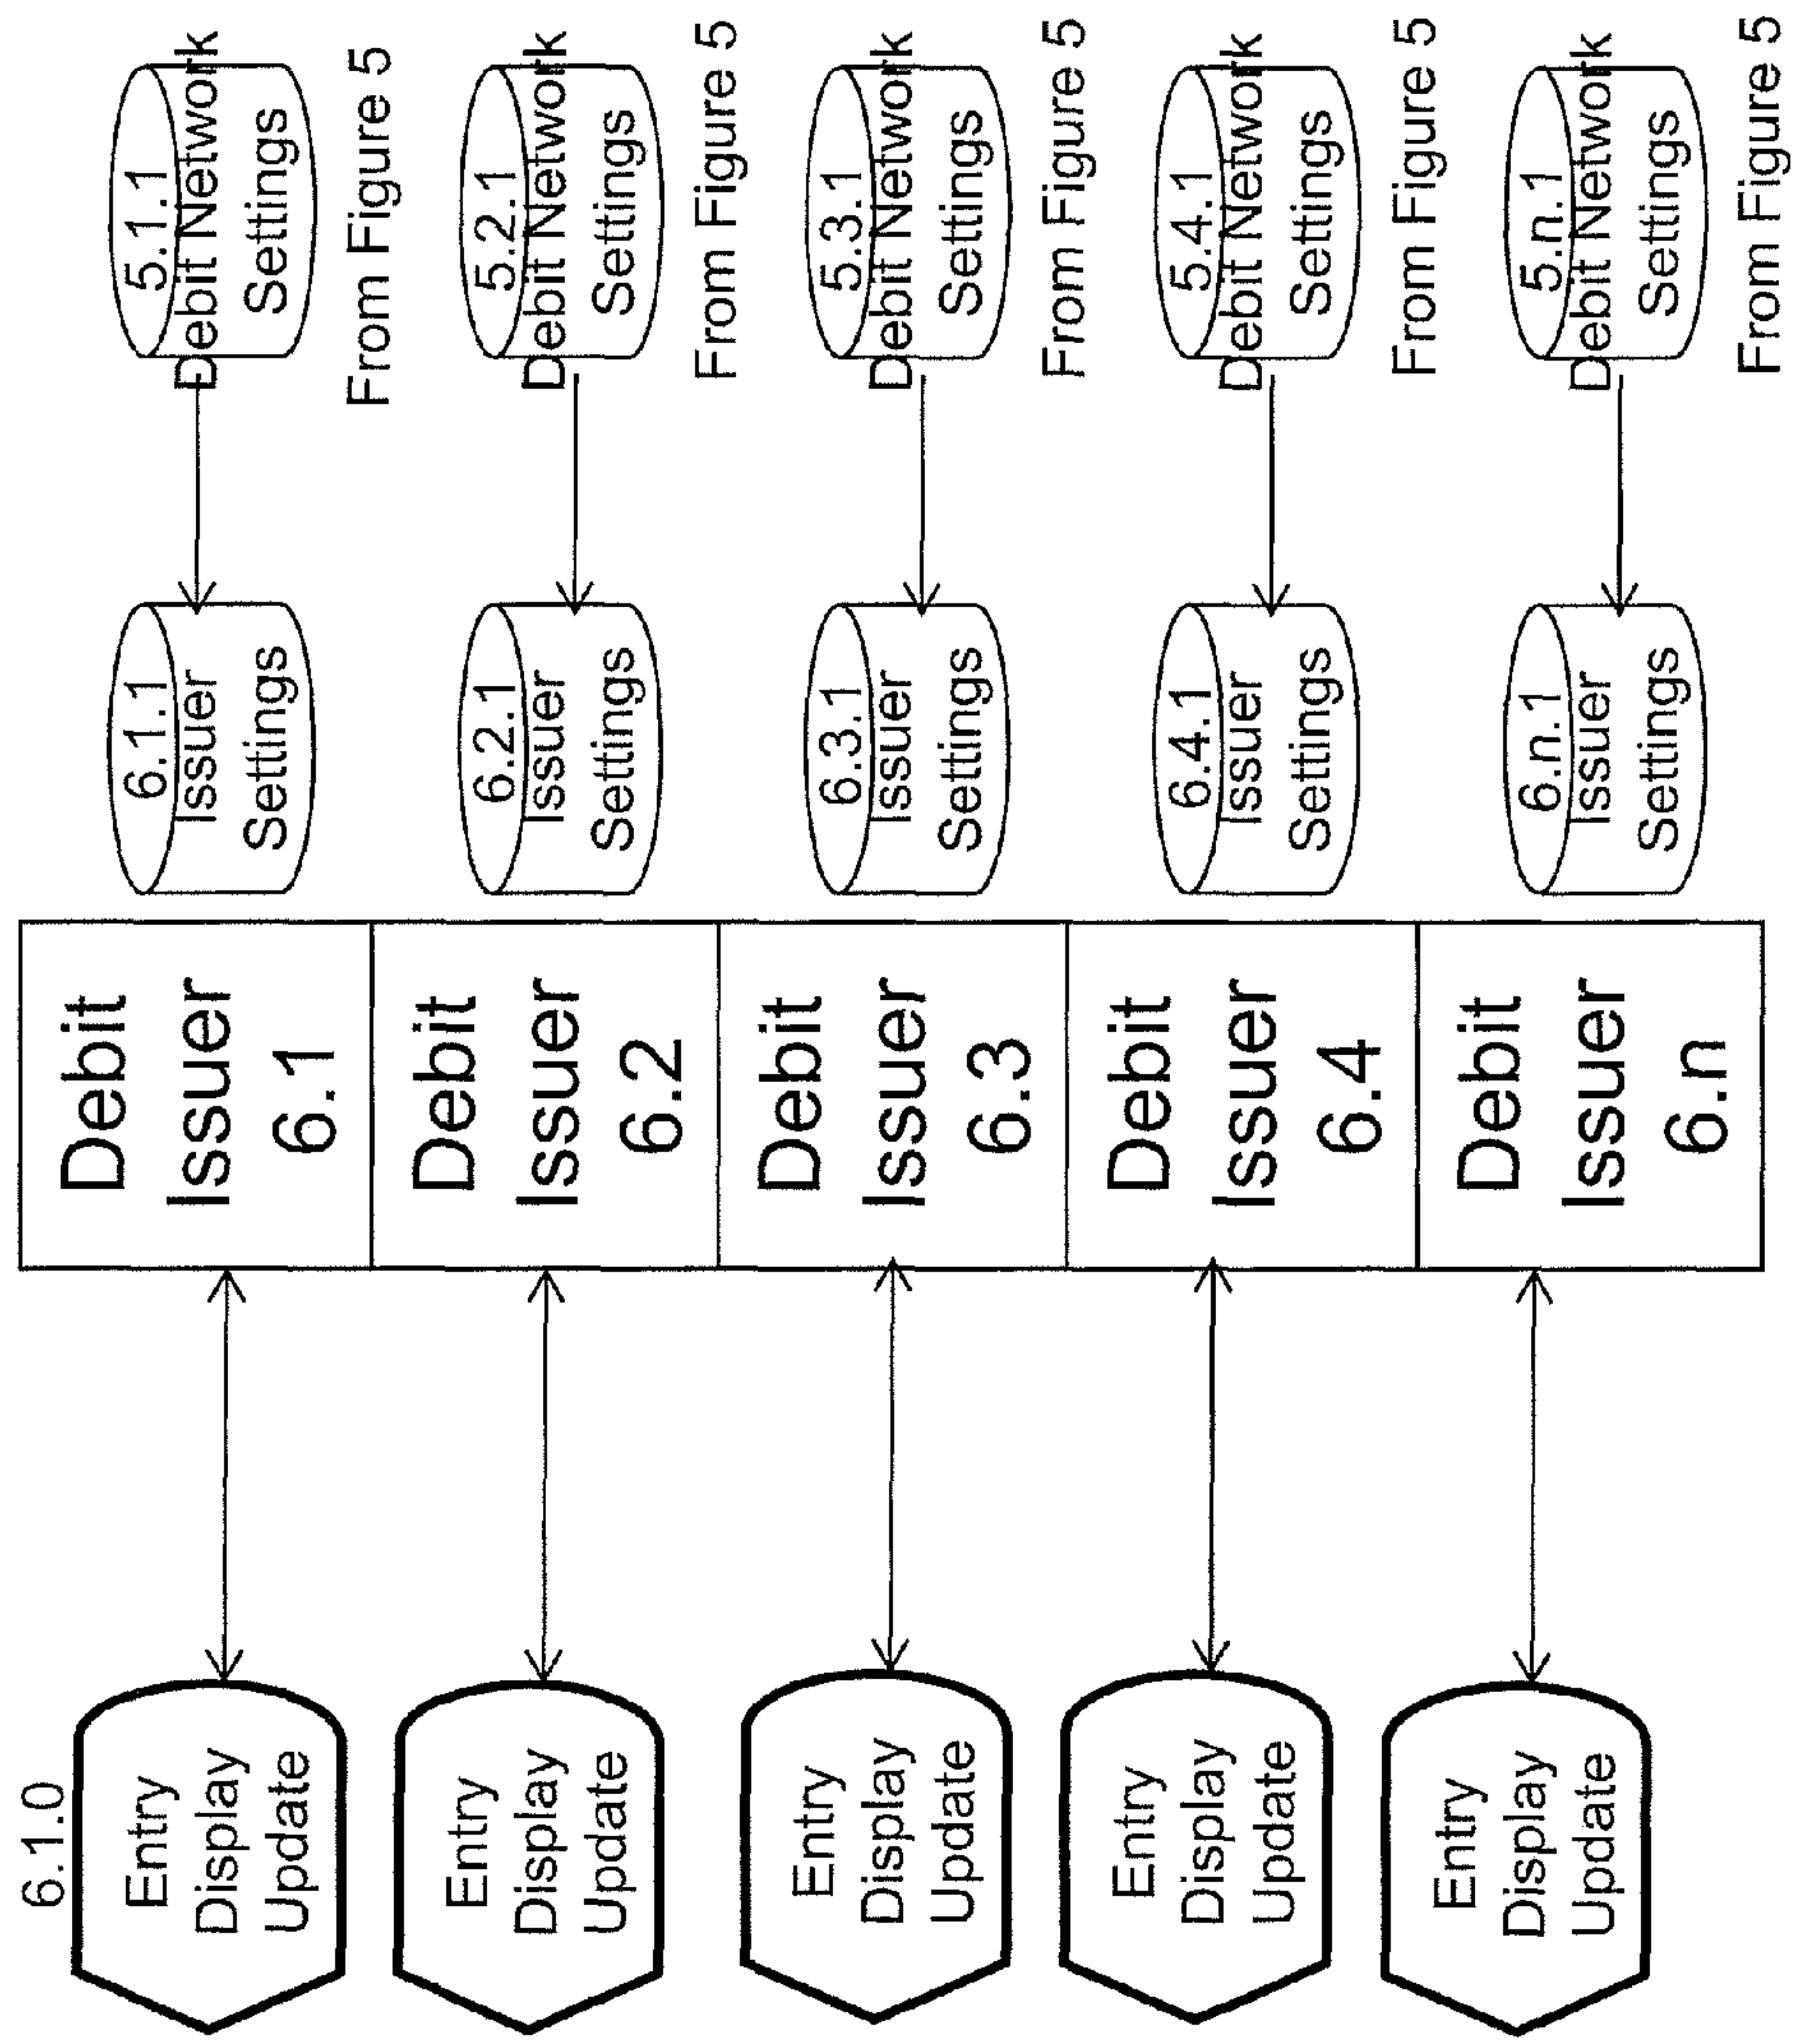 6.1.0
Entry
Display
Update
Debit
Issuer
6.1
6.1.1
Issuer
Settings
5.1.1
Debit Network
Settings
From Figure 5
Entry
Display
Update
Debit
Issuer
6.2
6.2.1
Issuer
Settings
5.2.1
Debit Network
Settings
From Figure 5
Entry
Display
Update
Debit
Issuer
6.3
6.3.1
Issuer
Settings
5.3.1
Debit Network
Settings
From Figure 5
Entry
Display
Update
Debit
Issuer
6.4
6.4.1
Issuer
Settings
5.4.1
Debit Network
Settings
From Figure 5
Entry
Display
Update
Debit
Issuer
6.n
6.n.1
Issuer
Settings
5.n.1
Debit Network
Settings
From Figure 5